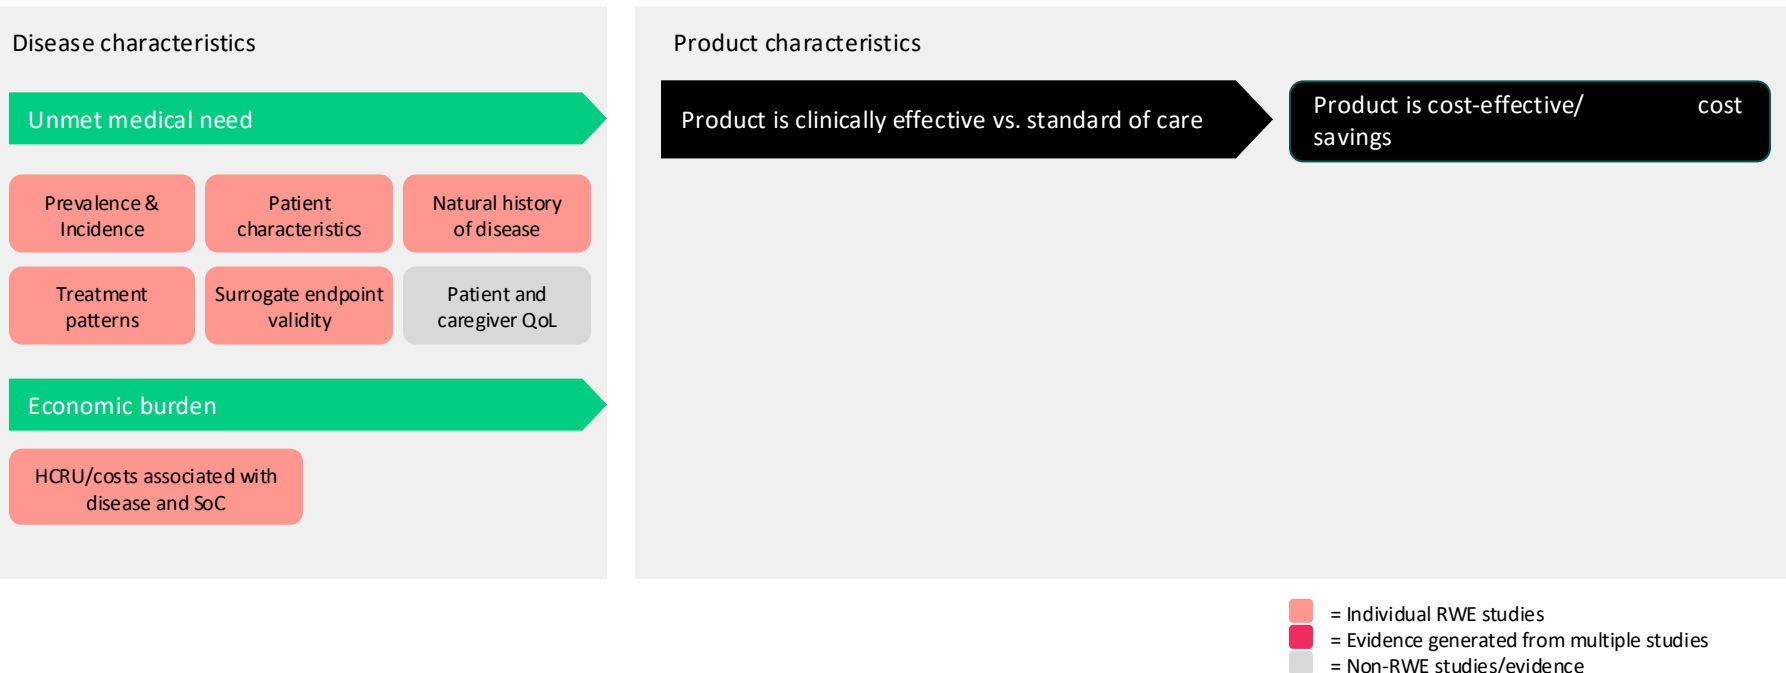 Disease characteristics
Unmet medical need
Prevalence &
Incidence
Patient
characteristics
Natural history
of disease
Treatment
patterns
Surrogate endpoint
validity
Patient and
caregiver QoL
Economic burden
HCRU/costs associated with
disease and SoC
Product characteristics
Product is clinically effective vs. standard of care
Product is cost-effective/ cost
savings
= Individual RWE studies
= Evidence generated from multiple studies
= Non-RWE studies/evidence